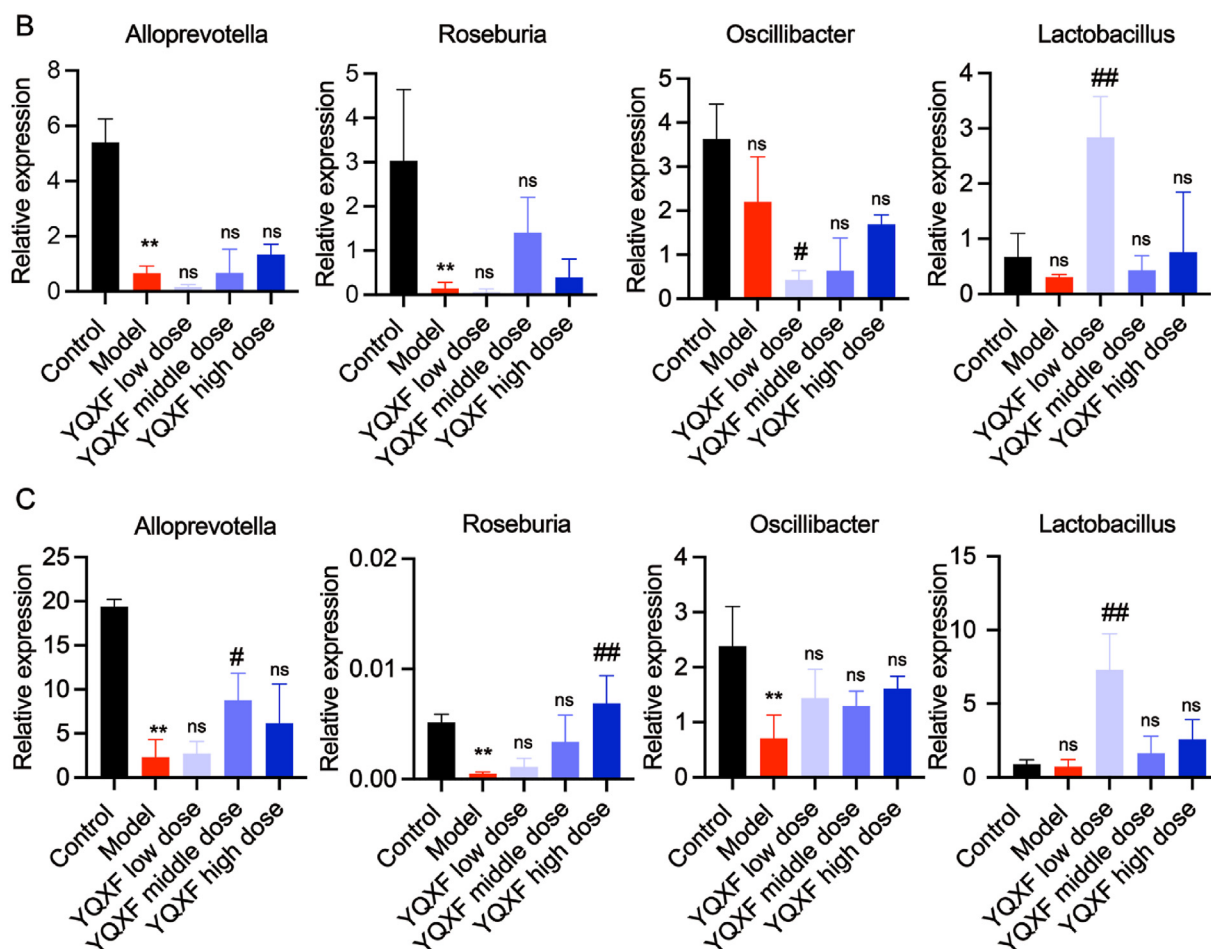 B
Alloprevotella
Relative expression
8
6
4
2
0
**
ns
ns
ns
Control
Model
YQXF low dose
YQXF middle dose
YQXF high dose
Roseburia
Relative expression
5
4
3
2
1
0
**
ns
ns
Control
Model
YQXF low dose
YQXF middle dose
YQXF high dose
Oscillibacter
Relative expression
5
4
3
2
1
0
ns
#
ns
ns
Control
Model
YQXF low dose
YQXF middle dose
YQXF high dose
Lactobacillus
Relative expression
4
3
2
1
0
ns
##
ns
ns
Control
Model
YQXF low dose
YQXF middle dose
YQXF high dose
C
Alloprevotella
Relative expression
25
20
15
10
5
0
**
ns
#
ns
Control
Model
YQXF low dose
YQXF middle dose
YQXF high dose
Roseburia
Relative expression
0.02
0.01
0.00
**
ns
ns
##
Control
Model
YQXF low dose
YQXF middle dose
YQXF high dose
Oscillibacter
Relative expression
4
3
2
1
0
**
ns
ns
ns
Control
Model
YQXF low dose
YQXF middle dose
YQXF high dose
Lactobacillus
Relative expression
15
10
5
0
ns
##
ns
ns
Control
Model
YQXF low dose
YQXF middle dose
YQXF high dose